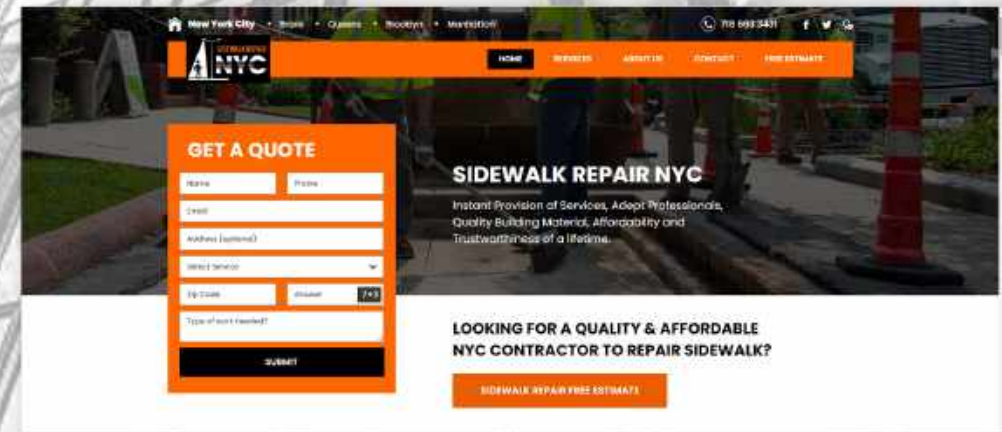 New York City • Bronx • Queens • Brooklyn • Manhattan
SIDEWALK REPAIR
NYC
HOME SERVICES ABOUT US CONTACT FREE ESTIMATE
GET A QUOTE
Name Phone
Email
Address (optional)
Select Service
Zip Code Answer 7+3
Type of work needed?
SUBMIT
SIDEWALK REPAIR NYC
Instant Provision of Services, Adept Professionals,
Quality Building Material, Affordability and
Trustworthiness of a lifetime.
LOOKING FOR A QUALITY & AFFORDABLE
NYC CONTRACTOR TO REPAIR SIDEWALK?
SIDEWALK REPAIR FREE ESTIMATE